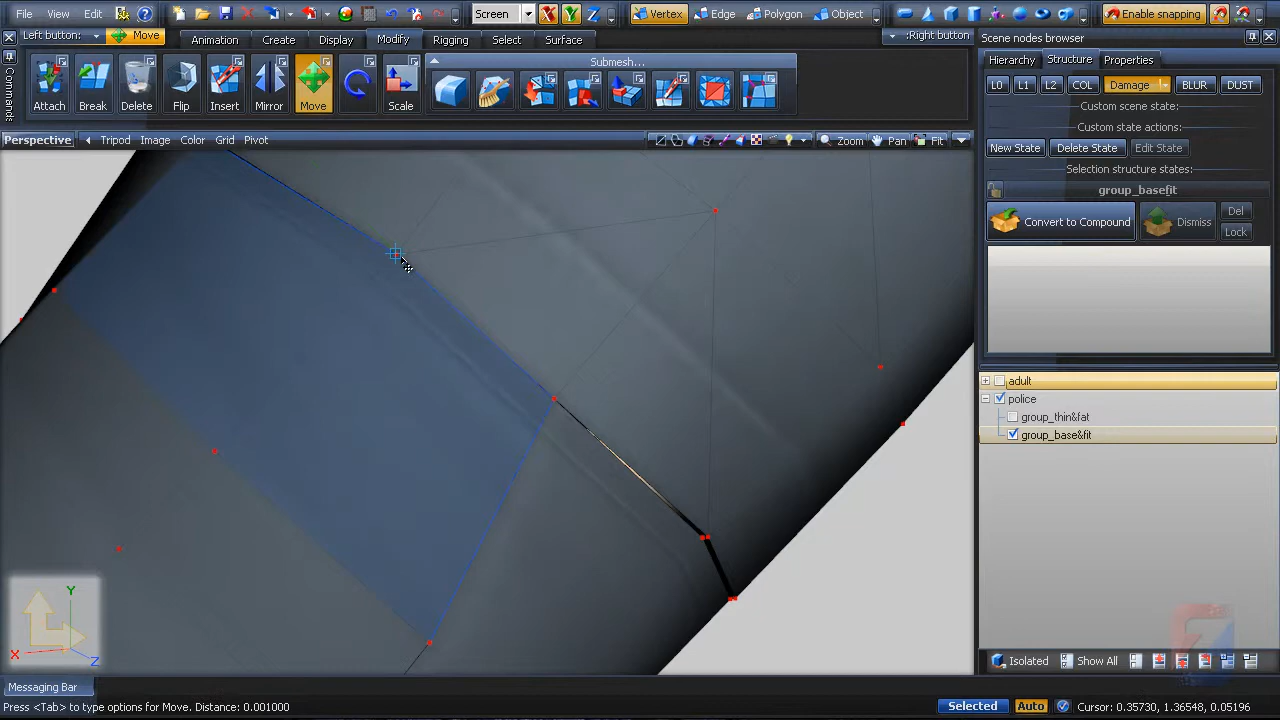 File View Edit Screen X Y Z Vertex Edge Polygon Object Enable snapping
Left button: Move Animation Create Display Modify Rigging Select Surface :Right button
Commands
Submesh...
Attach Break Delete Flip Insert Mirror Move Scale
Perspective Tripod Image Color Grid Pivot Zoom Pan Fit
Scene nodes browser
Hierarchy Structure Properties
L0 L1 L2 COL Damage BLUR DUST
Custom scene state:
Custom state actions:
New State Delete State Edit State
Selection structure states:
group_basefit
Convert to Compound Dismiss Del
Lock
adult
police
group_thin&fat
group_base&fit
Y
X
Z
Isolated Show All
Messaging Bar
Press <Tab> to type options for Move. Distance: 0.001000 Selected Auto Cursor: 0.35730, 1.36548, 0.05196